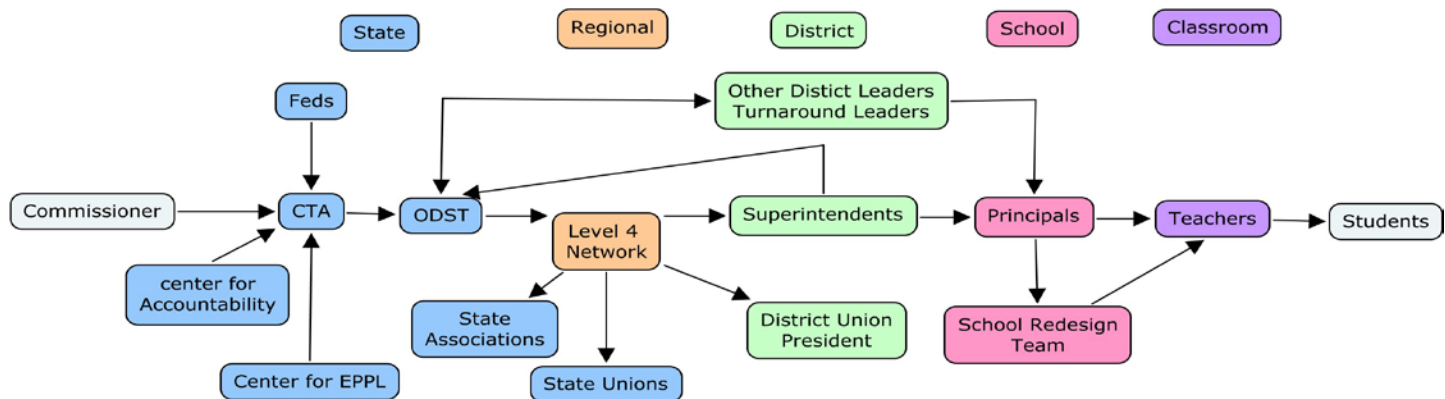 State
Regional
District
School
Classroom
Feds
Other Distict Leaders
Turnaround Leaders
Commissioner
CTA
ODST
Level 4
Network
Superintendents
Principals
Teachers
Students
center for
Accountability
State
Associations
District Union
President
School Redesign
Team
Center for EPPL
State Unions